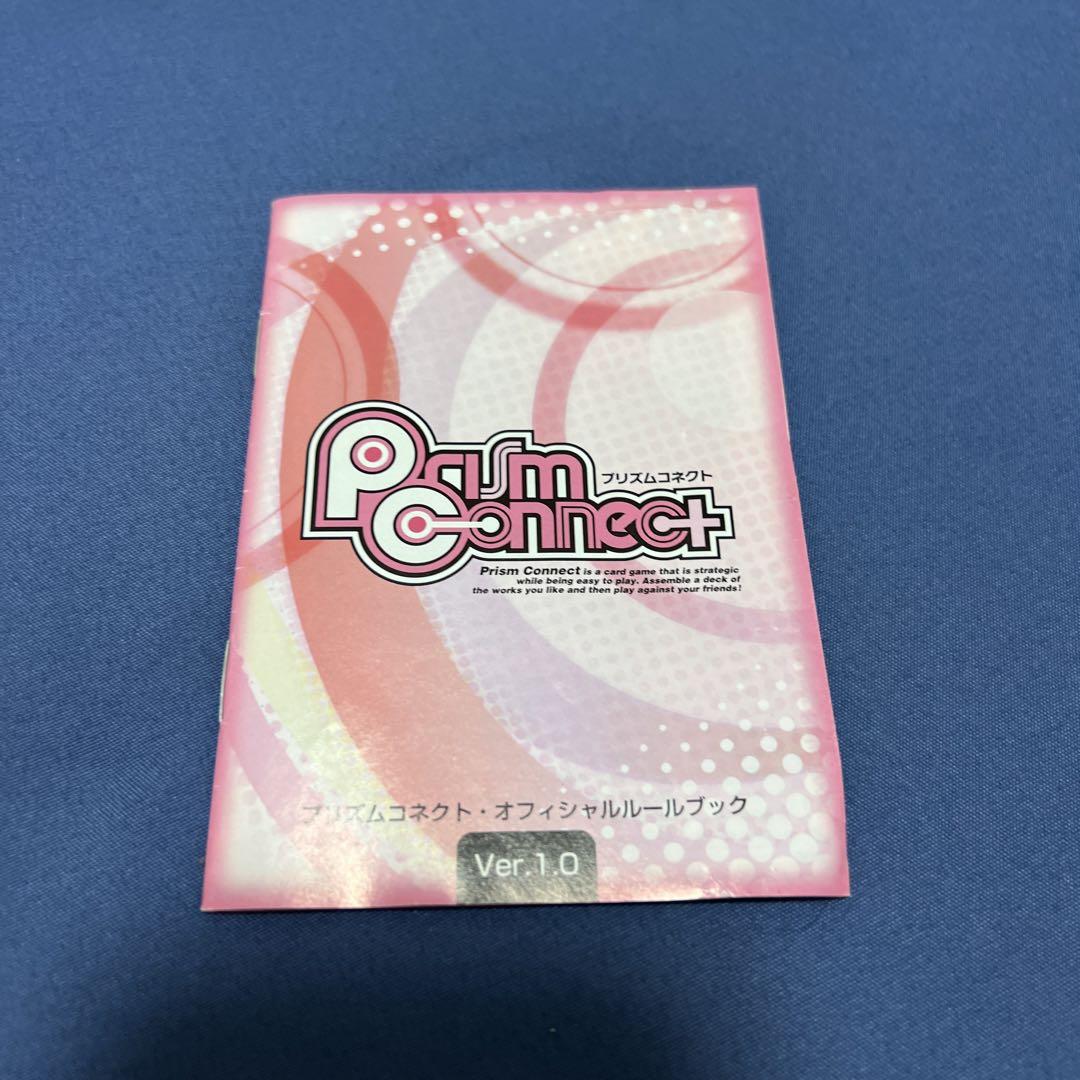 Prism
プリズムコネクト
Connect
Prism Connect is a card game that is strategic
while being easy to play. Assemble a deck of
the works you like and then play against your friends!
プリズムコネクト・オフィシャルルールブック
Ver.1.0